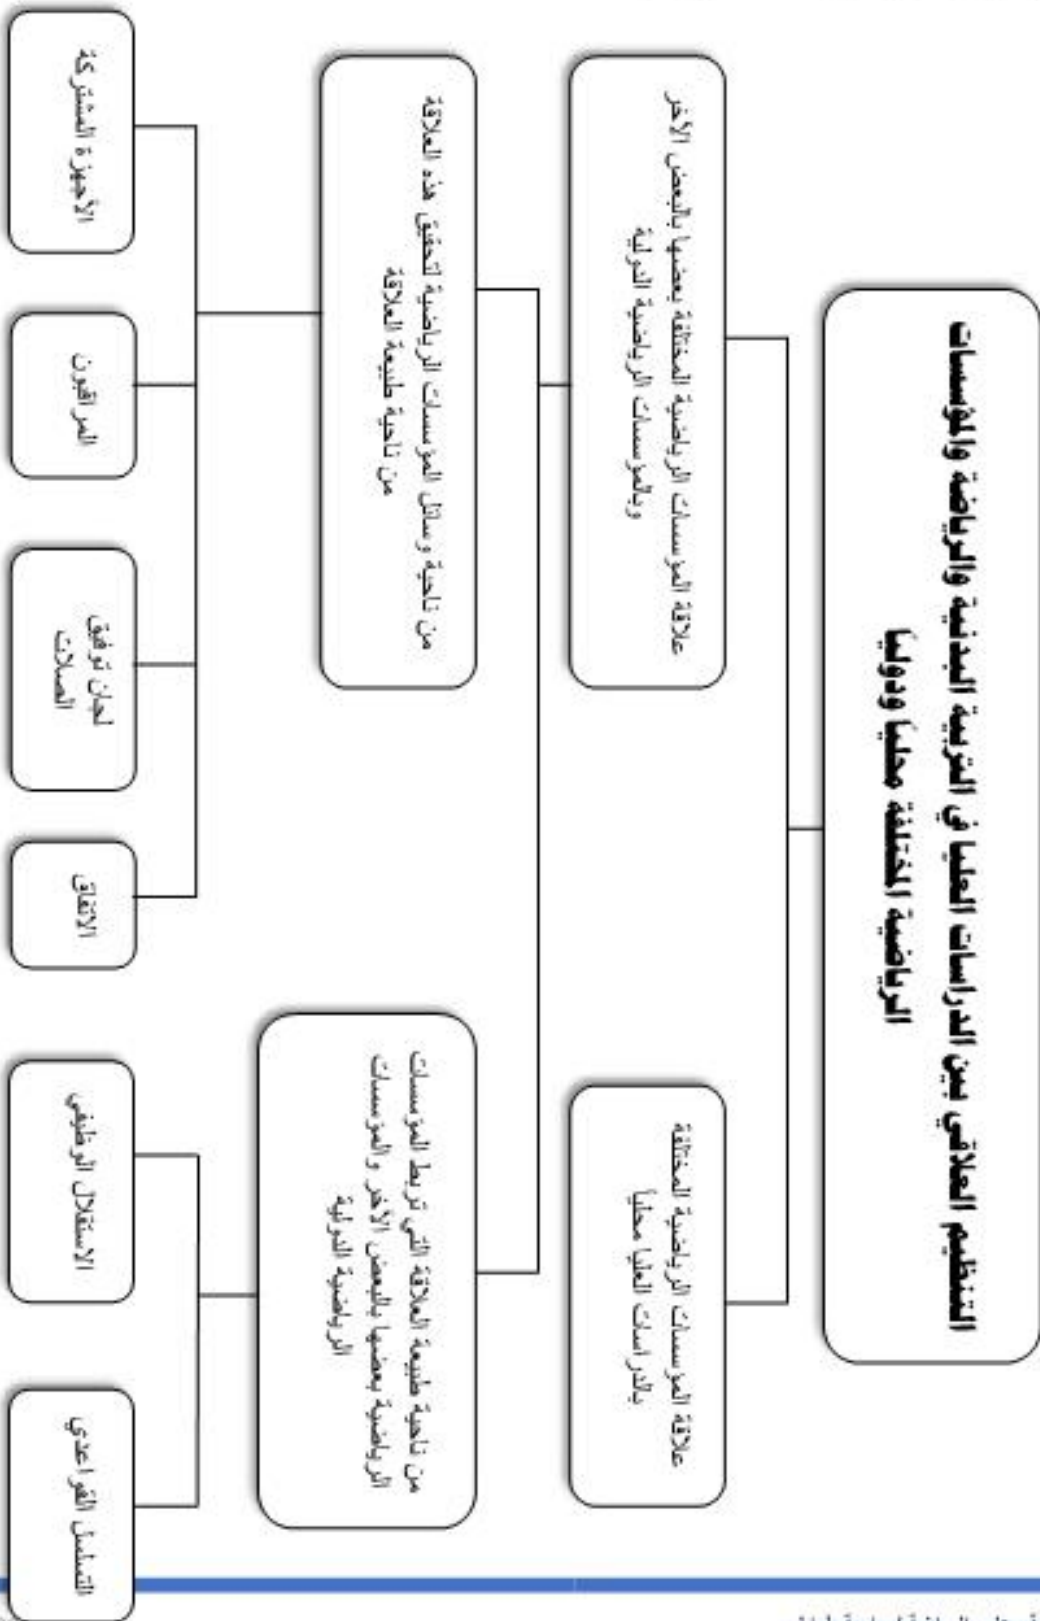 التنظيم العلاقي بين الدراسات العليا في التربية البدنية والرياضة والمؤسسات
الرياضية المختلفة محلياً ودولياً
علاقة المؤسسات الرياضية المختلفة
بالدراسات العليا محلياً
علاقة المؤسسات الرياضية المختلفة بعضها بالبعض الأخر
وبالمؤسسات الرياضية الدولية
من ناحية طبيعة العلاقة التي تربط المؤسسات
الرياضية بعضها بالبعض الأخر والمؤسسات
الرياضية الدولية
من ناحية وسائل المؤسسات الرياضية لتحقيق هذه العلاقة
من ناحية طبيعة العلاقة
التسلسل القواعدي
الاستقلال الوظيفي
الاتفاق
لجان توفيق
الصلات
المراقبون
الأجهزة المشتركة